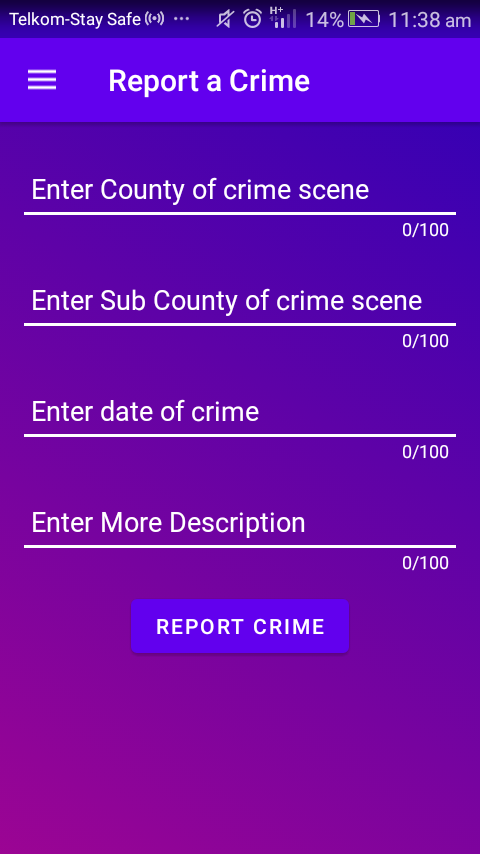 Telkom-Stay Safe ... H+ 14% 11:38 am
Report a Crime
Enter County of crime scene
0/100
Enter Sub County of crime scene
0/100
Enter date of crime
0/100
Enter More Description
0/100
REPORT CRIME